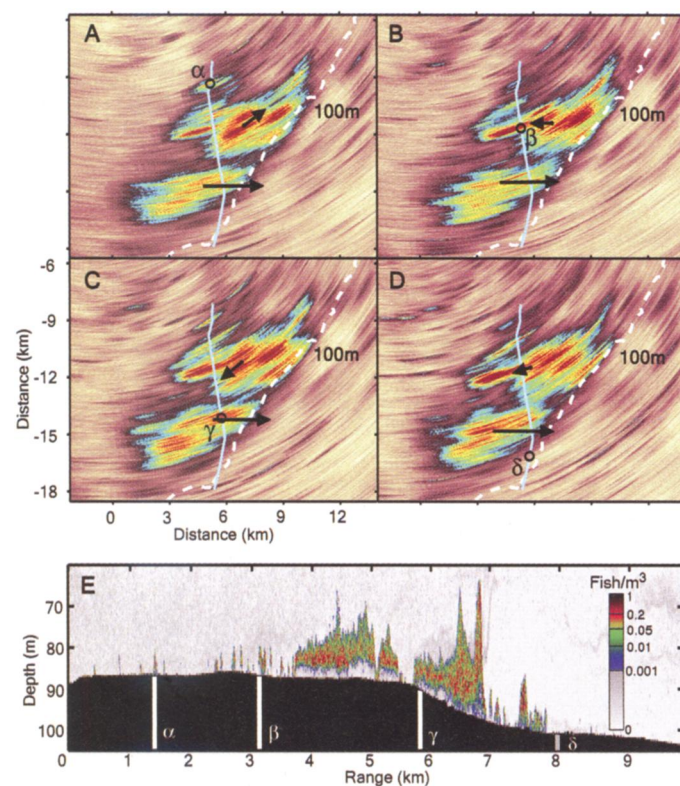 A
α
100m
B
β
100m
C
γ
100m
D
δ
-6
-9
-12
-15
-18
Distance (km)
0
3
6
9
12
Distance (km)
E
Fish/m³
1
0.2
0.05
0.01
0.001
0
70
80
90
100
Depth (m)
α
β
γ
δ
0
1
2
3
4
5
6
7
8
9
Range (km)